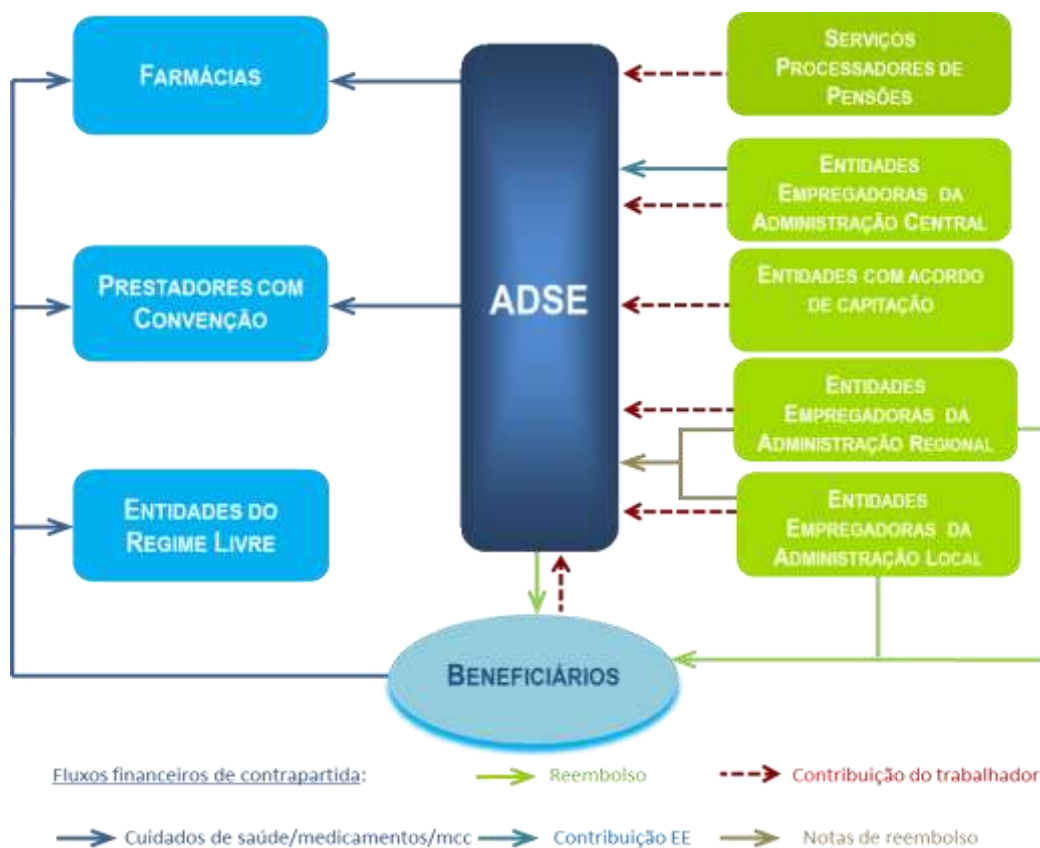 FARMÁCIAS
PRESTADORES COM
CONVENÇÃO
ENTIDADES DO
REGIME LIVRE
ADSE
SERVIÇOS
PROCESSADORES DE
PENSÕES
ENTIDADES
EMPREGADORAS DA
ADMINISTRAÇÃO CENTRAL
ENTIDADES COM ACORDO
DE CAPITAÇÃO
ENTIDADES
EMPREGADORAS DA
ADMINISTRAÇÃO REGIONAL
ENTIDADES
EMPREGADORAS DA
ADMINISTRAÇÃO LOCAL
BENEFICIÁRIOS
Fluxos financeiros de contrapartida:
Reembolso
Contribuição do trabalhador
Cuidados de saúde/medicamentos/mcc
Contribuição EE
Notas de reembolso